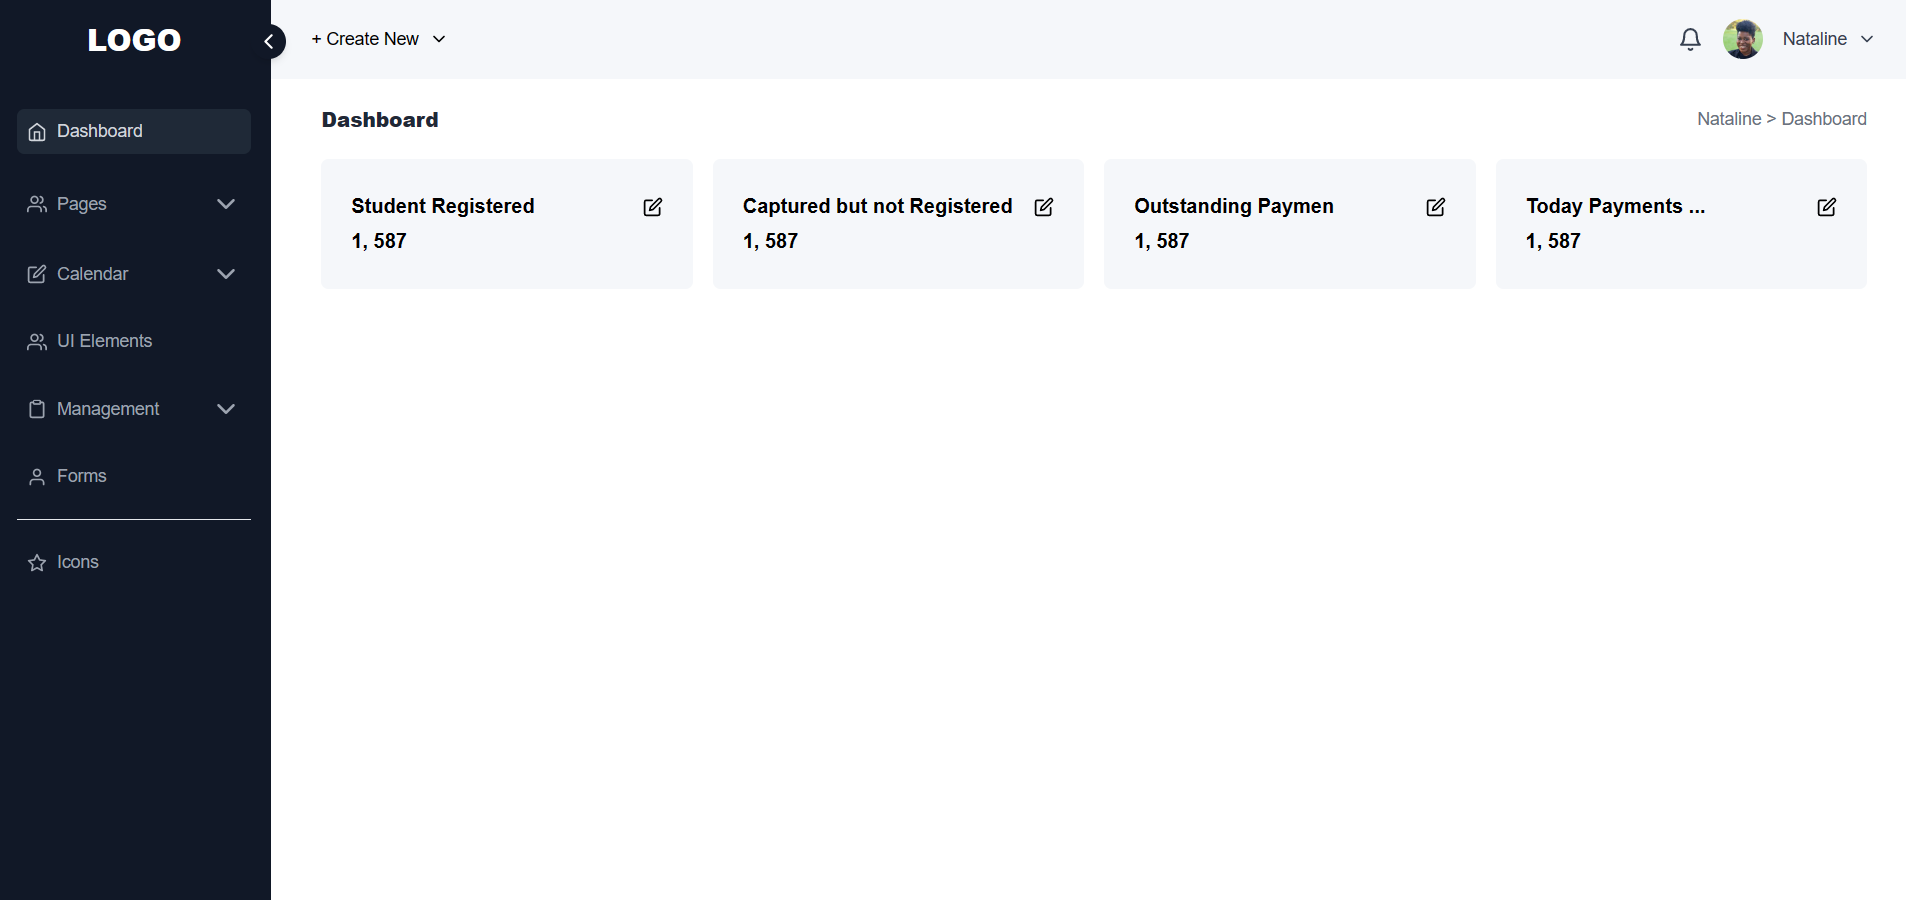 LOGO
+ Create New
Nataline
Dashboard
Pages
Calendar
UI Elements
Management
Forms
Icons
Dashboard
Nataline > Dashboard
Student Registered
1, 587
Captured but not Registered
1, 587
Outstanding Paymen
1, 587
Today Payments ...
1, 587